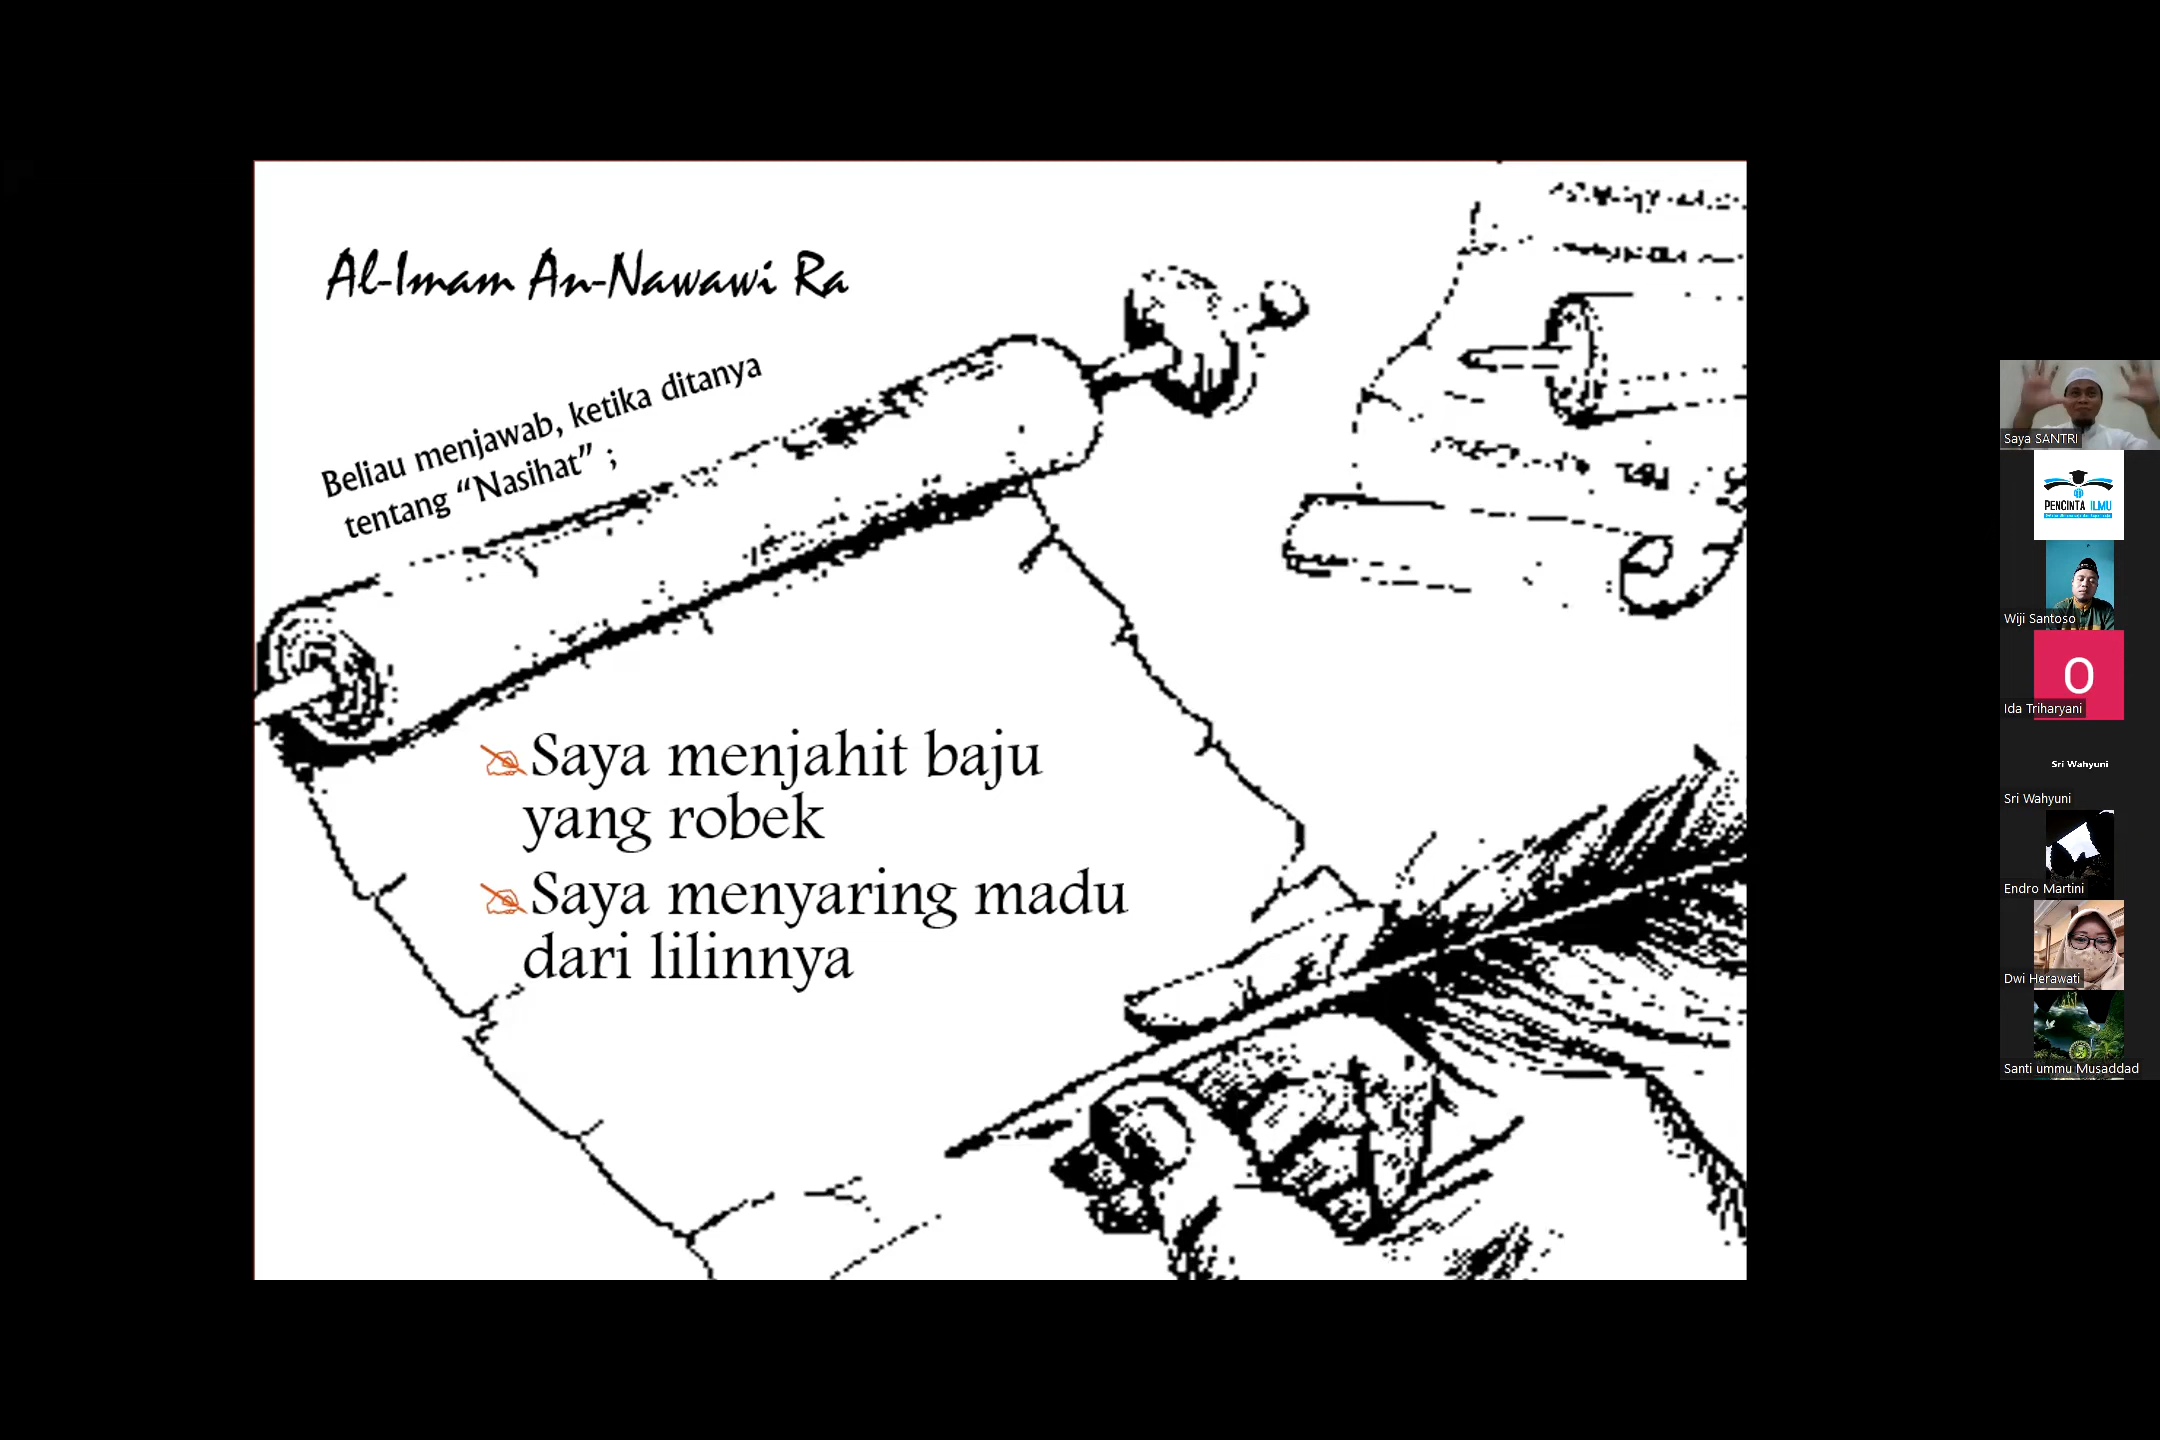 Al-Imam An-Nawawi Ra
Beliau menjawab, ketika ditanya
tentang “Nasihat” ;
Saya menjahit baju
yang robek
Saya menyaring madu
dari lilinnya
Saya SANTRI
PENCINTA ILMU
Wiji Santoso
O
Ida Triharyani
Sri Wahyuni
Sri Wahyuni
Endro Martini
Dwi Herawati
Santi ummu Musaddad